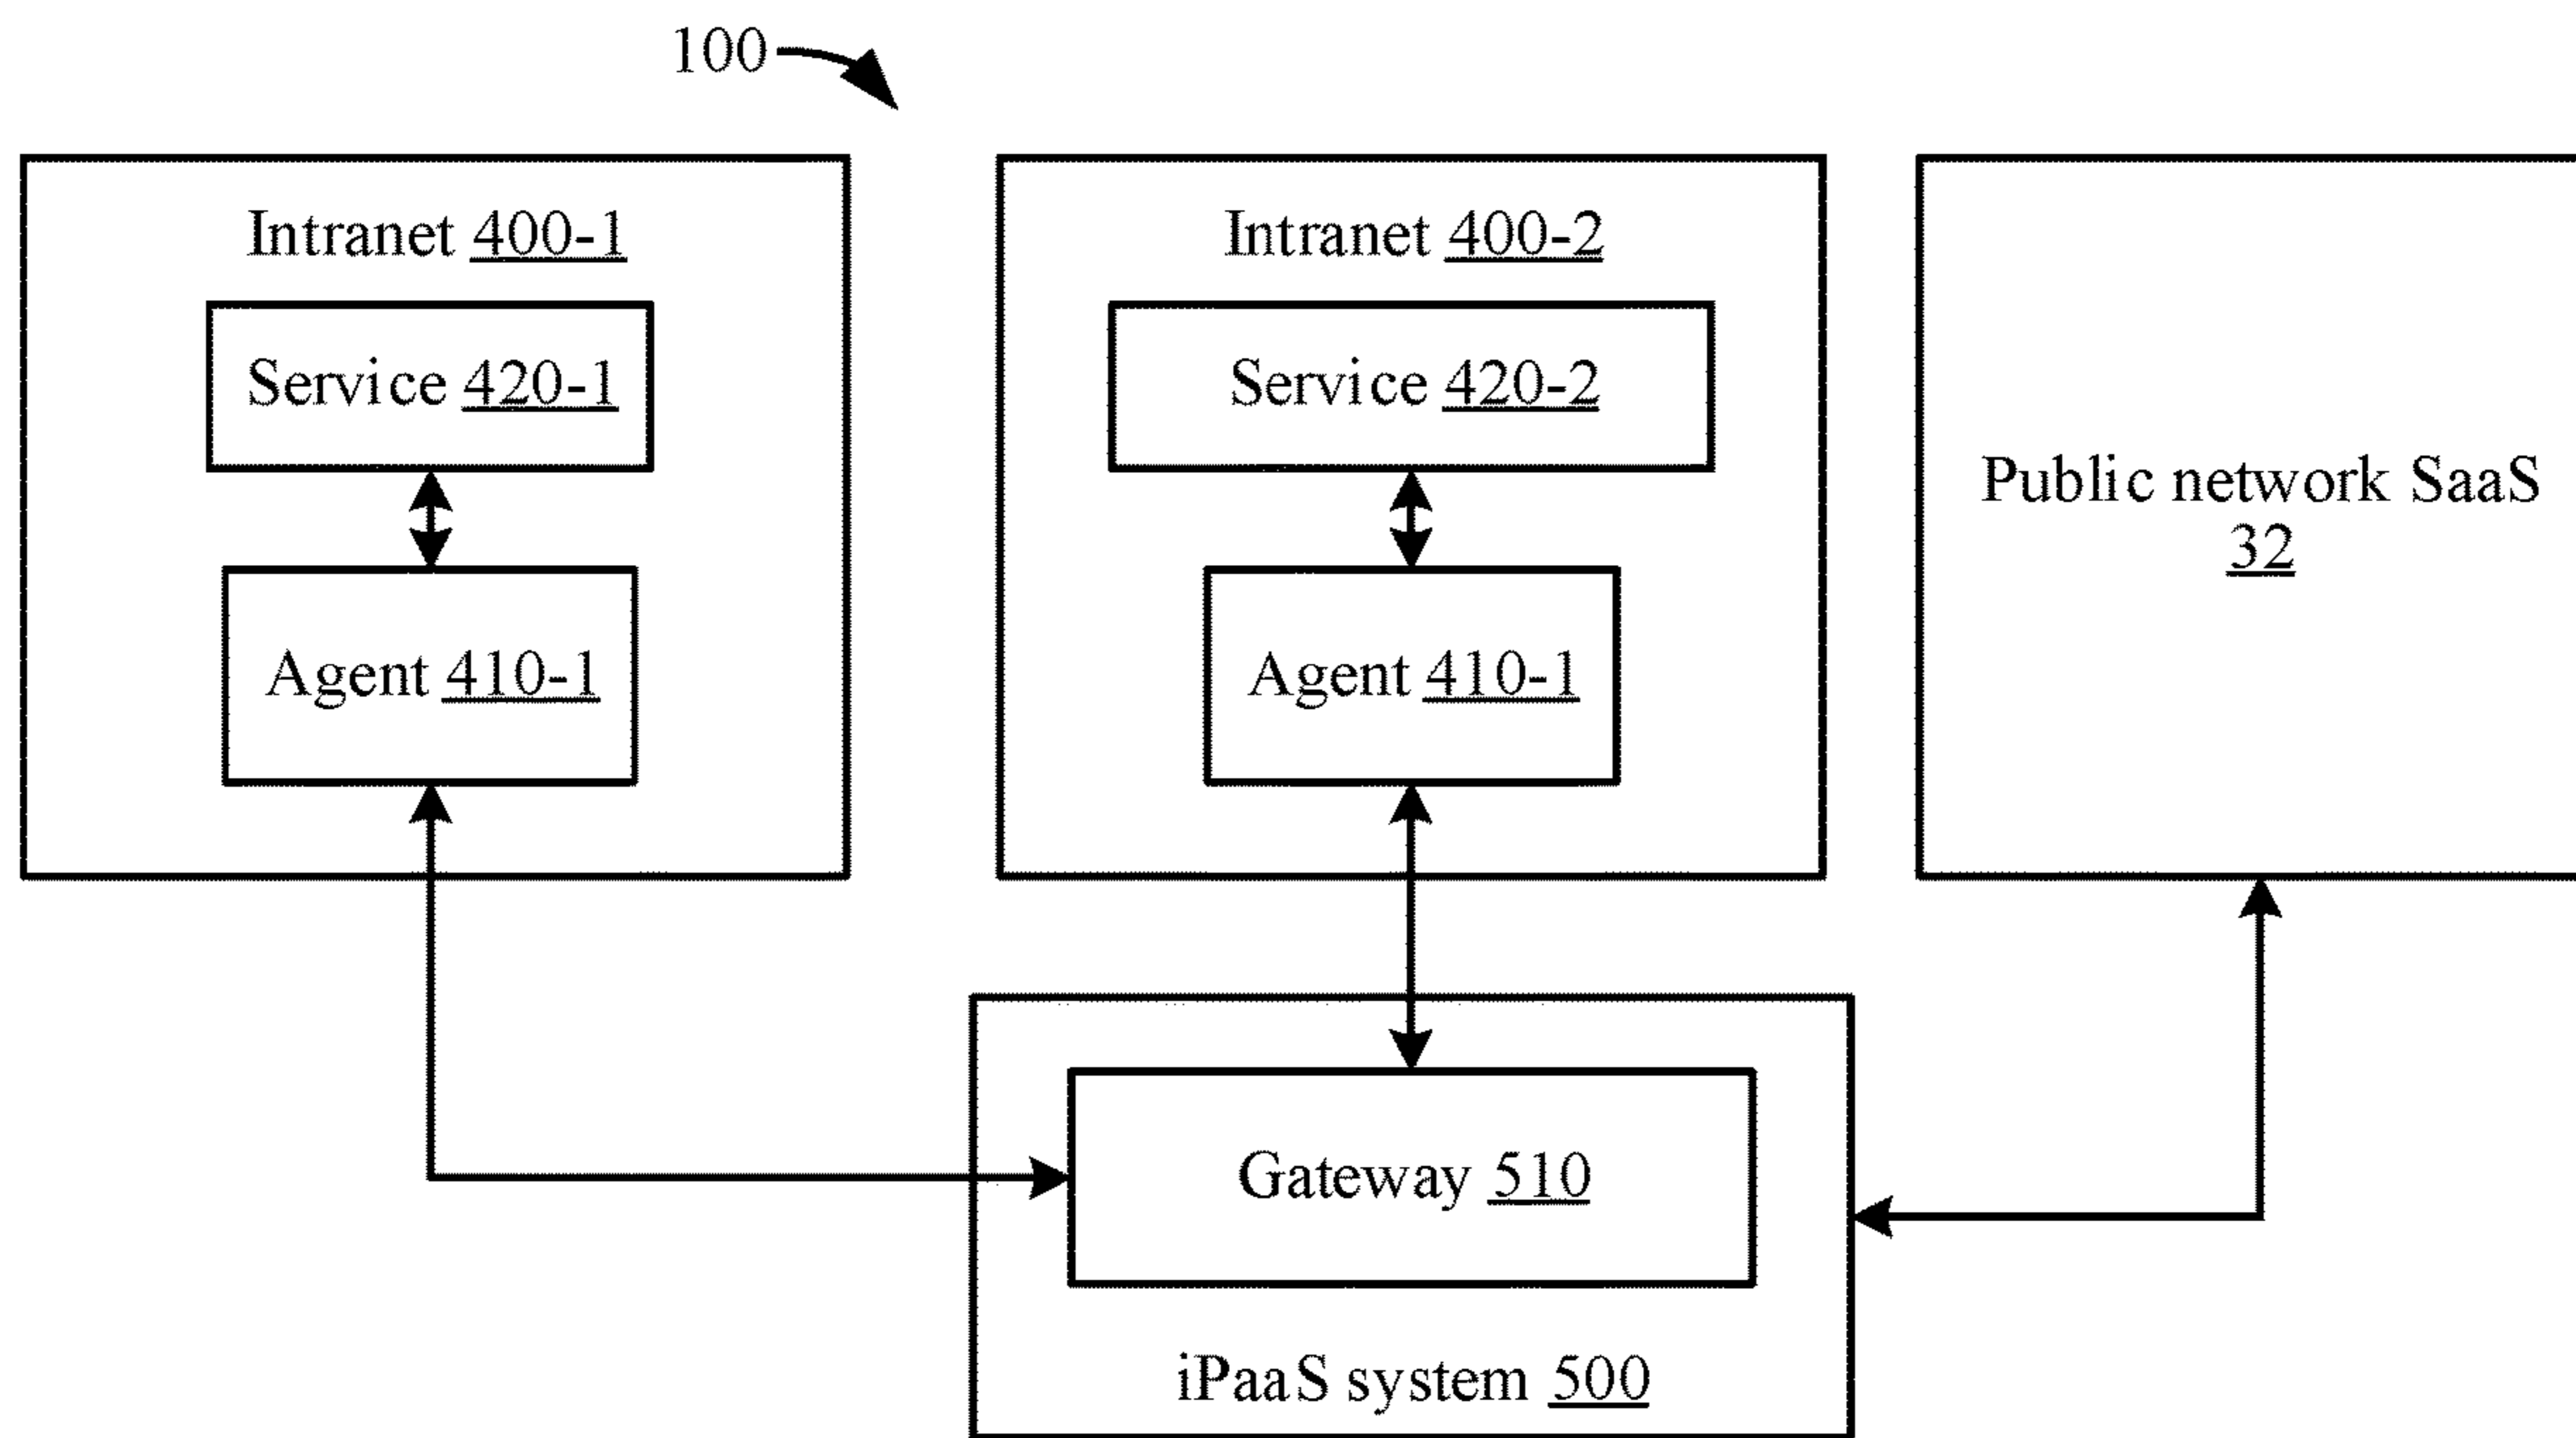 100
Intranet 400-1
Service 420-1
Agent 410-1
Intranet 400-2
Service 420-2
Agent 410-1
Public network SaaS
32
Gateway 510
iPaaS system 500